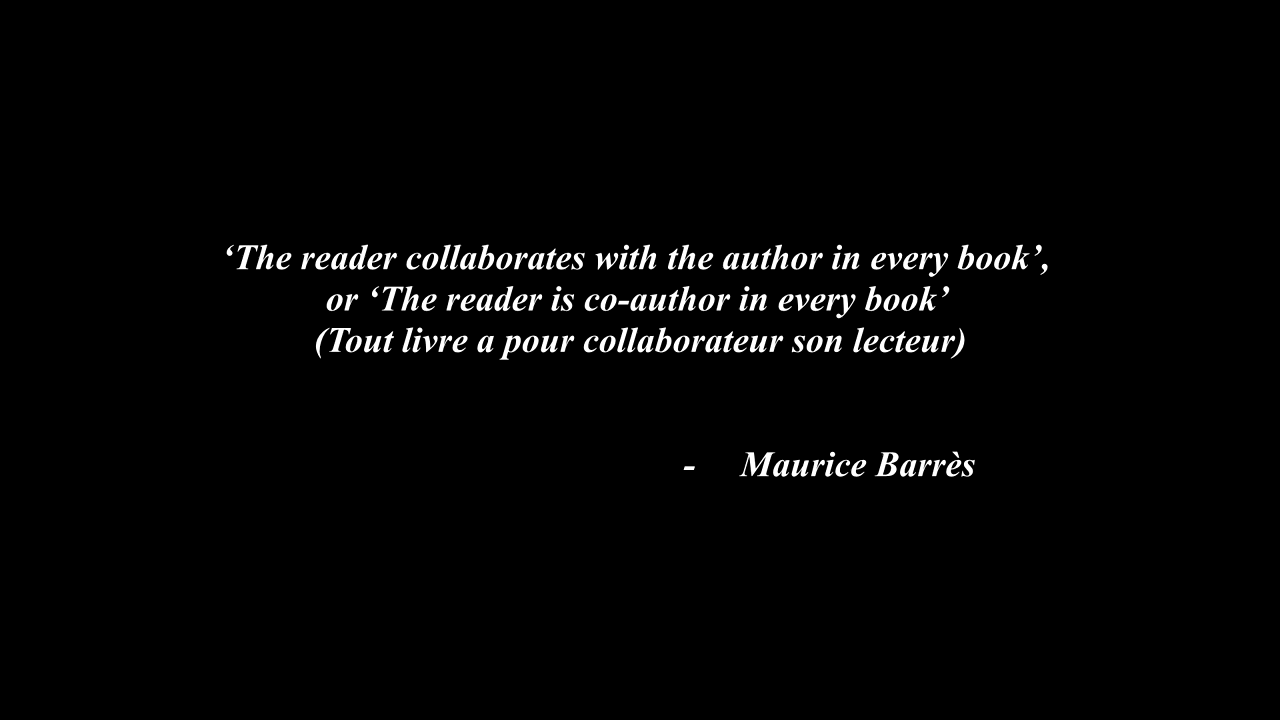 ‘The reader collaborates with the author in every book’,
or ‘The reader is co-author in every book’
(Tout livre a pour collaborateur son lecteur)
- Maurice Barrès